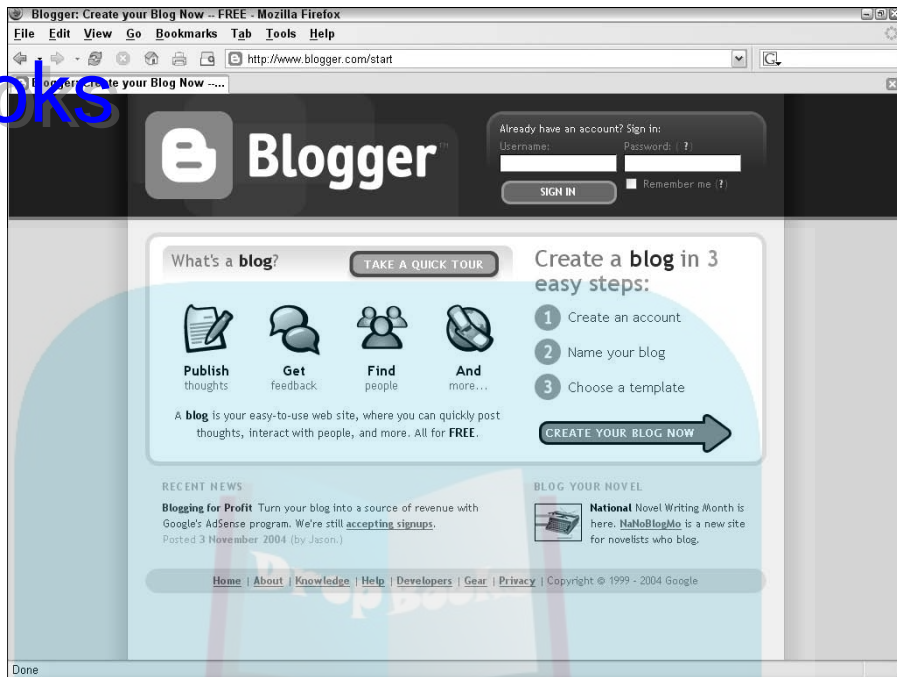 Blogger: Create your Blog Now -- FREE - Mozilla Firefox
File Edit View Go Bookmarks Tab Tools Help
http://www.blogger.com/start
G
Blogger: Create your Blog Now --...
oks
Blogger™
Already have an account? Sign in:
Username: Password: ( ? )
SIGN IN
Remember me (?)
What's a blog?
TAKE A QUICK TOUR
Publish thoughts
Get feedback
Find people
And more...
A blog is your easy-to-use web site, where you can quickly post
thoughts, interact with people, and more. All for FREE.
Create a blog in 3
easy steps:
1 Create an account
2 Name your blog
3 Choose a template
CREATE YOUR BLOG NOW
RECENT NEWS
Blogging for Profit Turn your blog into a source of revenue with
Google's AdSense program. We're still accepting signups.
Posted 3 November 2004 (by Jason.)
BLOG YOUR NOVEL
National Novel Writing Month is
here. NaNoBlogMo is a new site
for novelists who blog.
Home | About | Knowledge | Help | Developers | Gear | Privacy | Copyright © 1999 - 2004 Google
Drop Books
Done